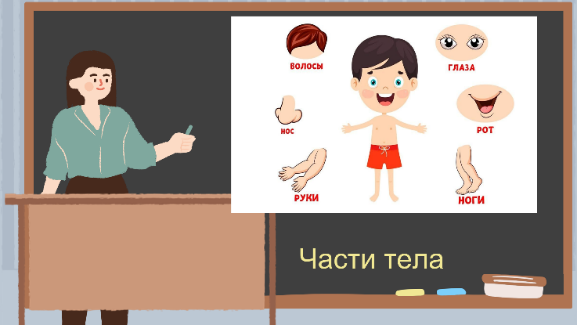 ВОЛОСЫ
ГЛАЗА
НОС
РОТ
РУКИ
НОГИ
Части тела